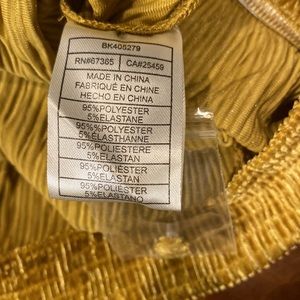 BK405279
RN#67365 CA#25459
MADE IN CHINA
FABRIQUÉ EN CHINE
HECHO EN CHINA
95%POLYESTER
5%ELASTANE
95%%POLYESTER
5%ELASTHANNE
95%POLIESTERE
5%ELASTAN
95%POLIÉSTER
5%ELASTAN
95%POLIESTER
5%ELASTANO